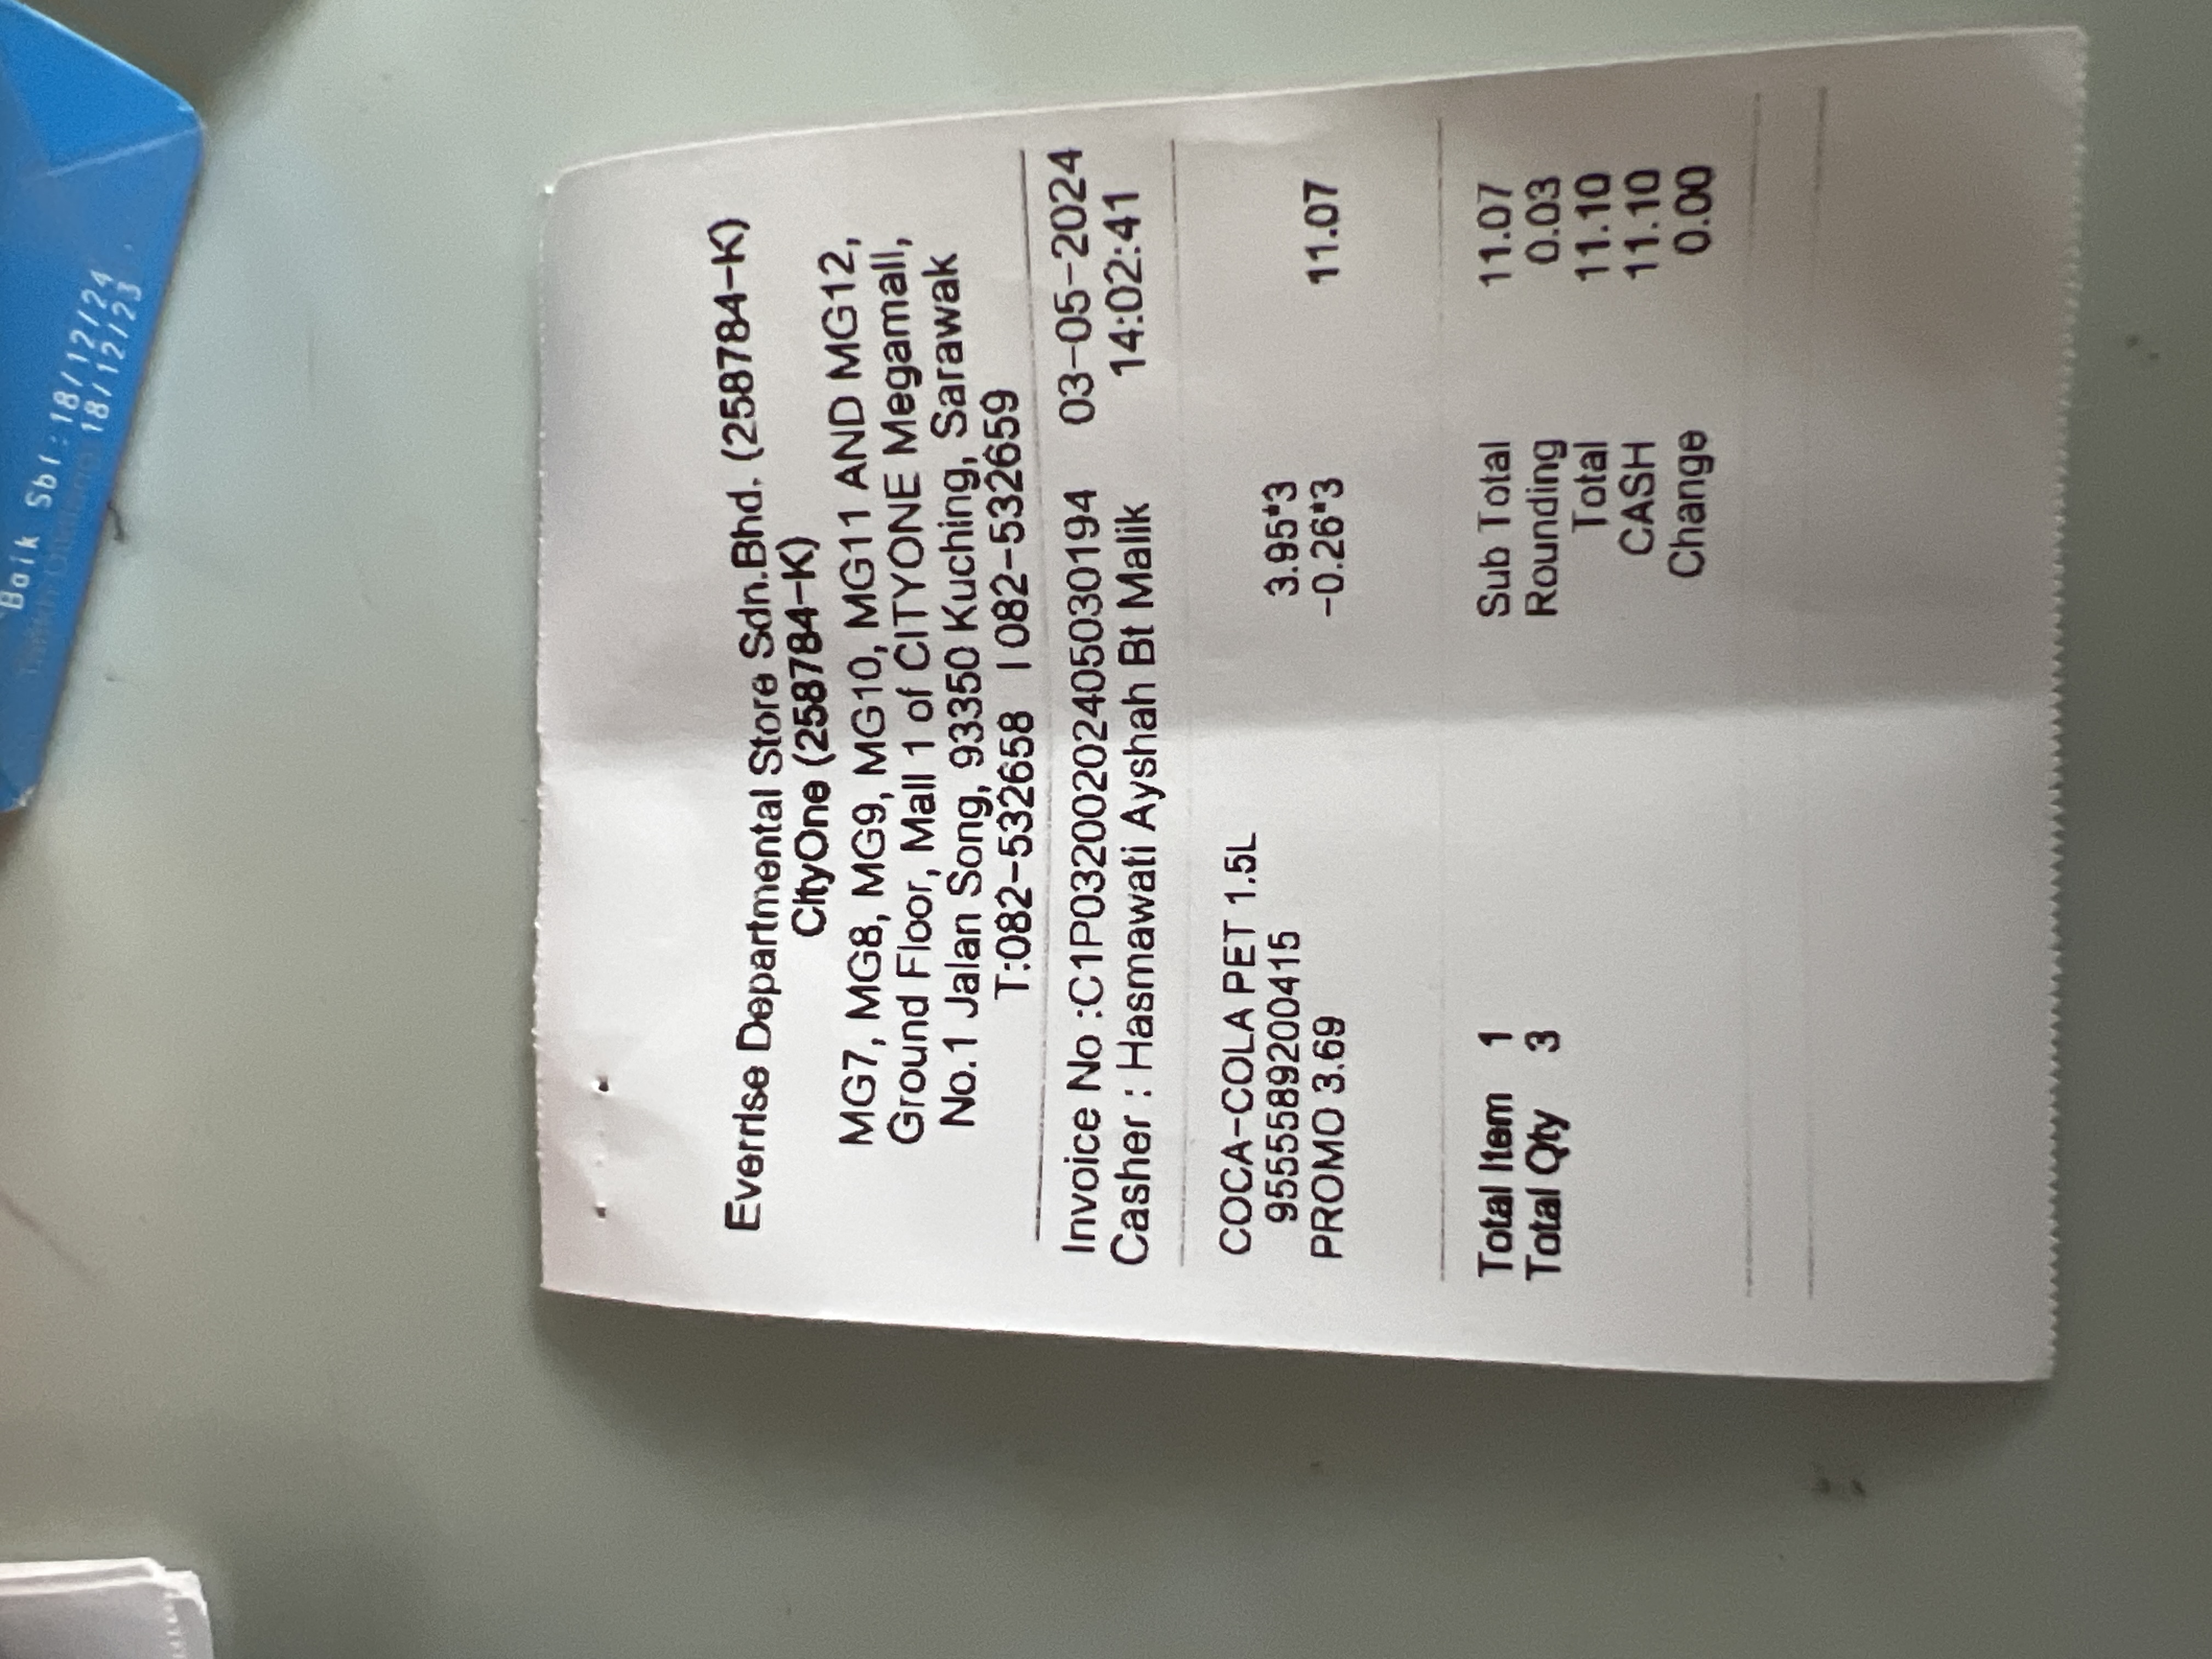 Baik Sbl:18/12/24
18/12/23
Everrise Departmental Store Sdn.Bhd. (258784-K)
CityOne (258784-K)
MG7, MG8, MG9, MG10, MG11 AND MG12,
Ground Floor, Mall 1 of CITYONE Megamall,
No.1 Jalan Song, 93350 Kuching, Sarawak
T:082-532658 | 082-532659
Invoice No :C1P03200202405030194 03-05-2024
Casher : Hasmawati Ayshah Bt Malik 14:02:41
COCA-COLA PET 1.5L
9555589200415 3.95*3
PROMO 3.69 -0.26*3 11.07
Total Item 1 Sub Total 11.07
Total Qty 3 Rounding 0.03
Total 11.10
CASH 11.10
Change 0.00